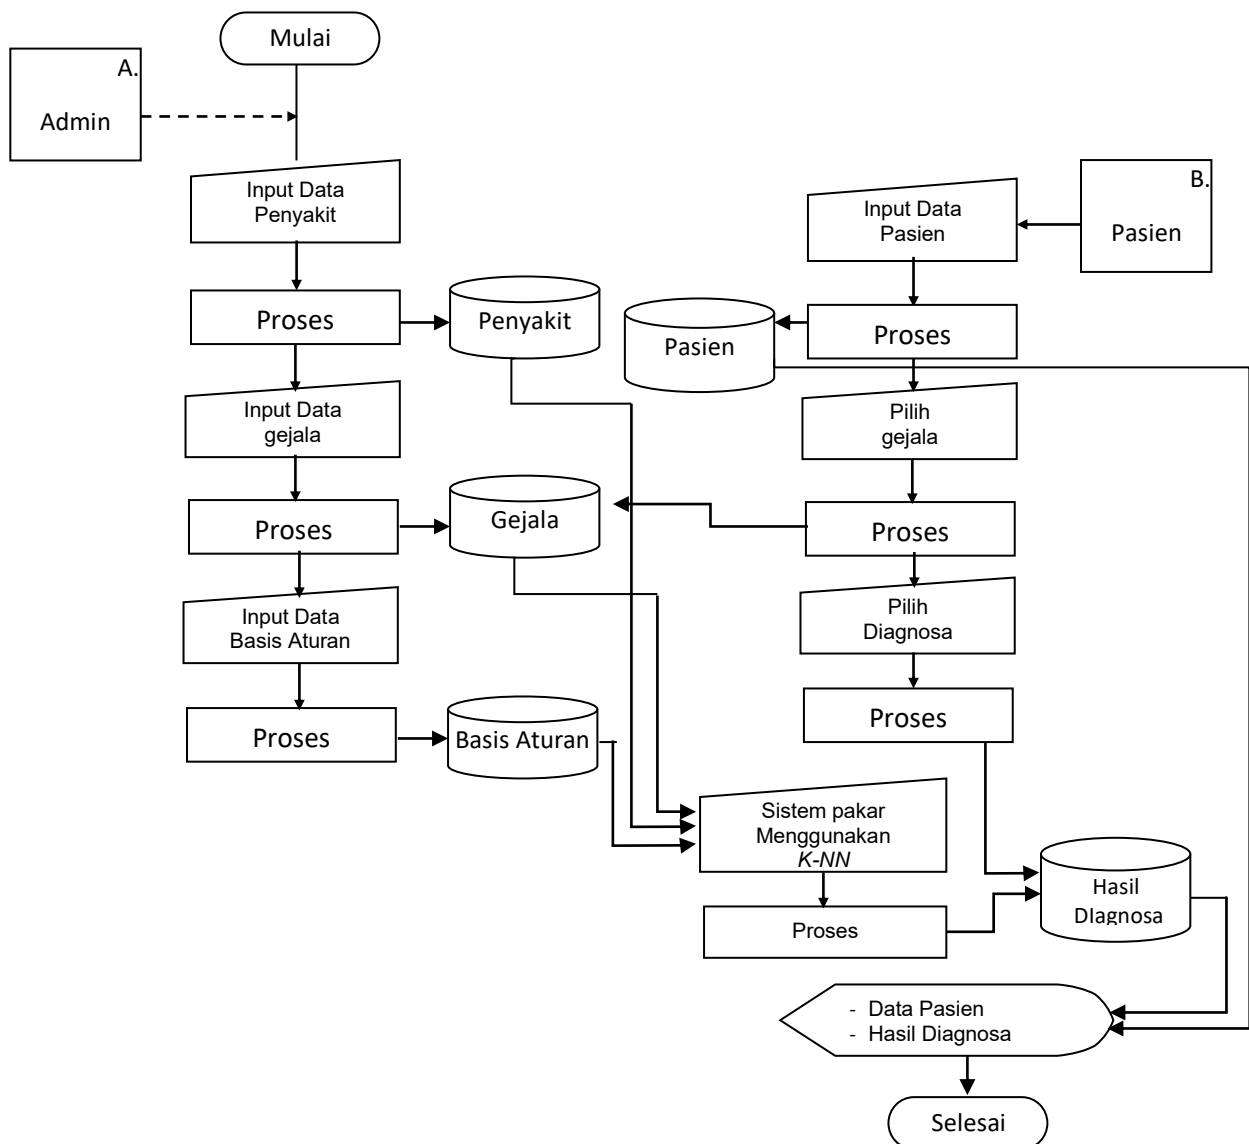 Mulai
A.
Admin
Input Data
Penyakit
Proses
Penyakit
Input Data
gejala
Proses
Gejala
Input Data
Basis Aturan
Proses
Basis Aturan
B.
Pasien
Input Data
Pasien
Proses
Pasien
Pilih
gejala
Proses
Pilih
Diagnosa
Proses
Sistem pakar
Menggunakan
K-NN
Proses
Hasil
DIagnosa
- Data Pasien
- Hasil Diagnosa
Selesai